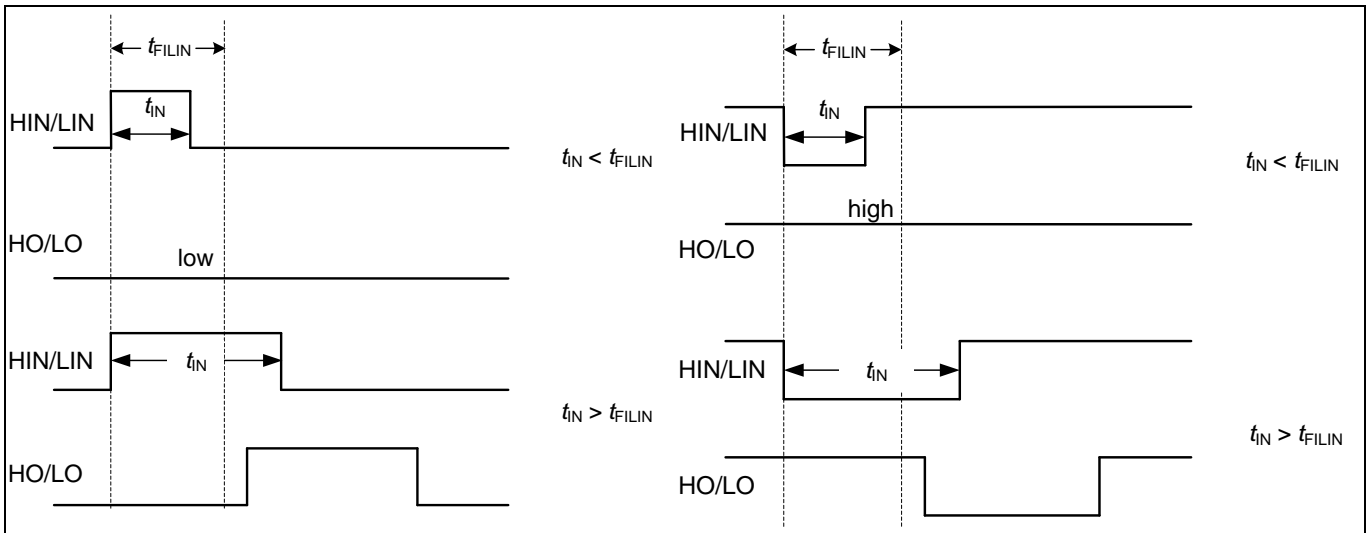 tFILIN
HIN/LIN
tIN
tIN < tFILIN
HO/LO
low
HIN/LIN
tIN
tIN > tFILIN
HO/LO
tFILIN
HIN/LIN
tIN
tIN < tFILIN
high
HO/LO
HIN/LIN
tIN
tIN > tFILIN
HO/LO